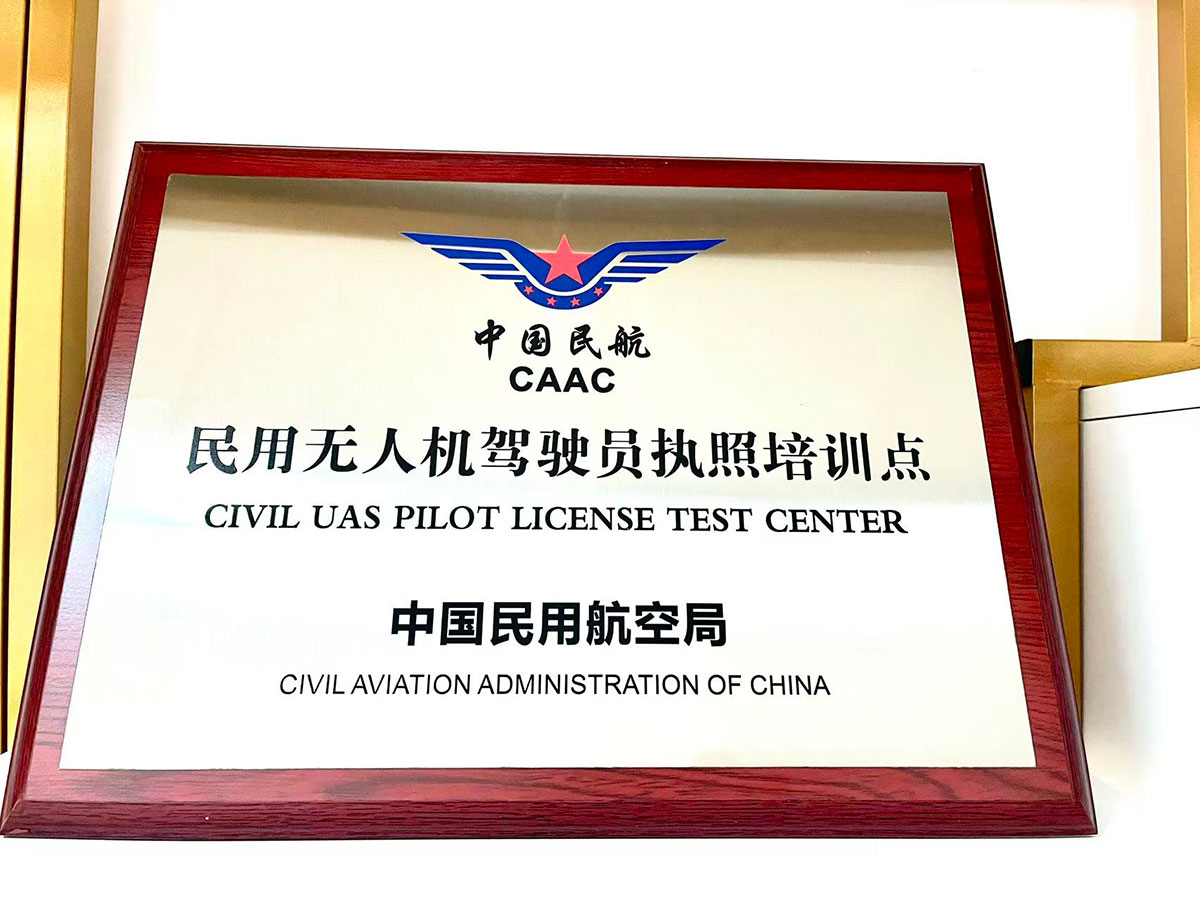 中国民航
CAAC
民用无人机驾驶员执照培训点
CIVIL UAS PILOT LICENSE TEST CENTER
中国民用航空局
CIVIL AVIATION ADMINISTRATION OF CHINA